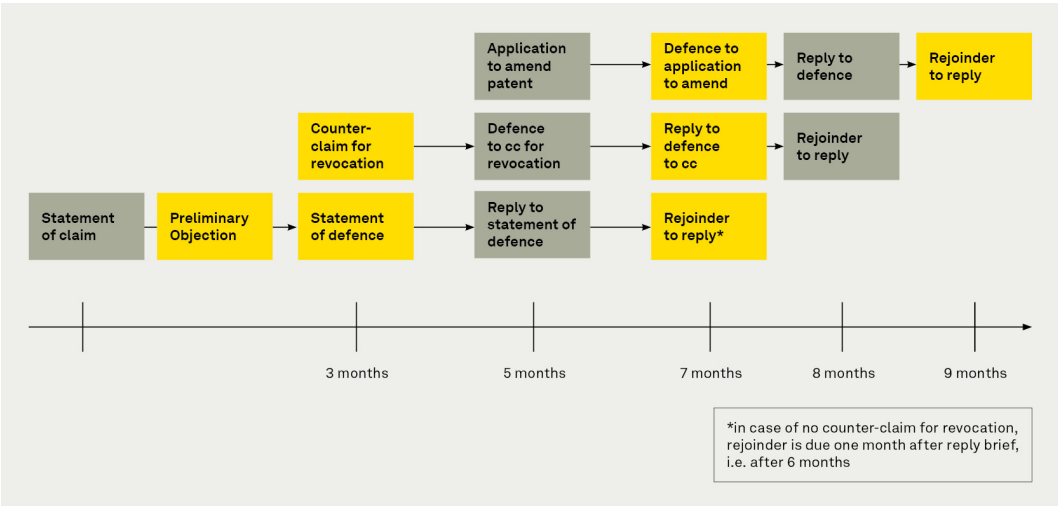 Application
to amend
patent
Defence to
application
to amend
Reply to
defence
Rejoinder
to reply
Counter-
claim for
revocation
Defence
to cc for
revocation
Reply to
defence
to cc
Rejoinder
to reply
Statement
of claim
Preliminary
Objection
Statement
of defence
Reply to
statement of
defence
Rejoinder
to reply*
3 months
5 months
7 months
8 months
9 months
*in case of no counter-claim for revocation,
rejoinder is due one month after reply brief,
i.e. after 6 months